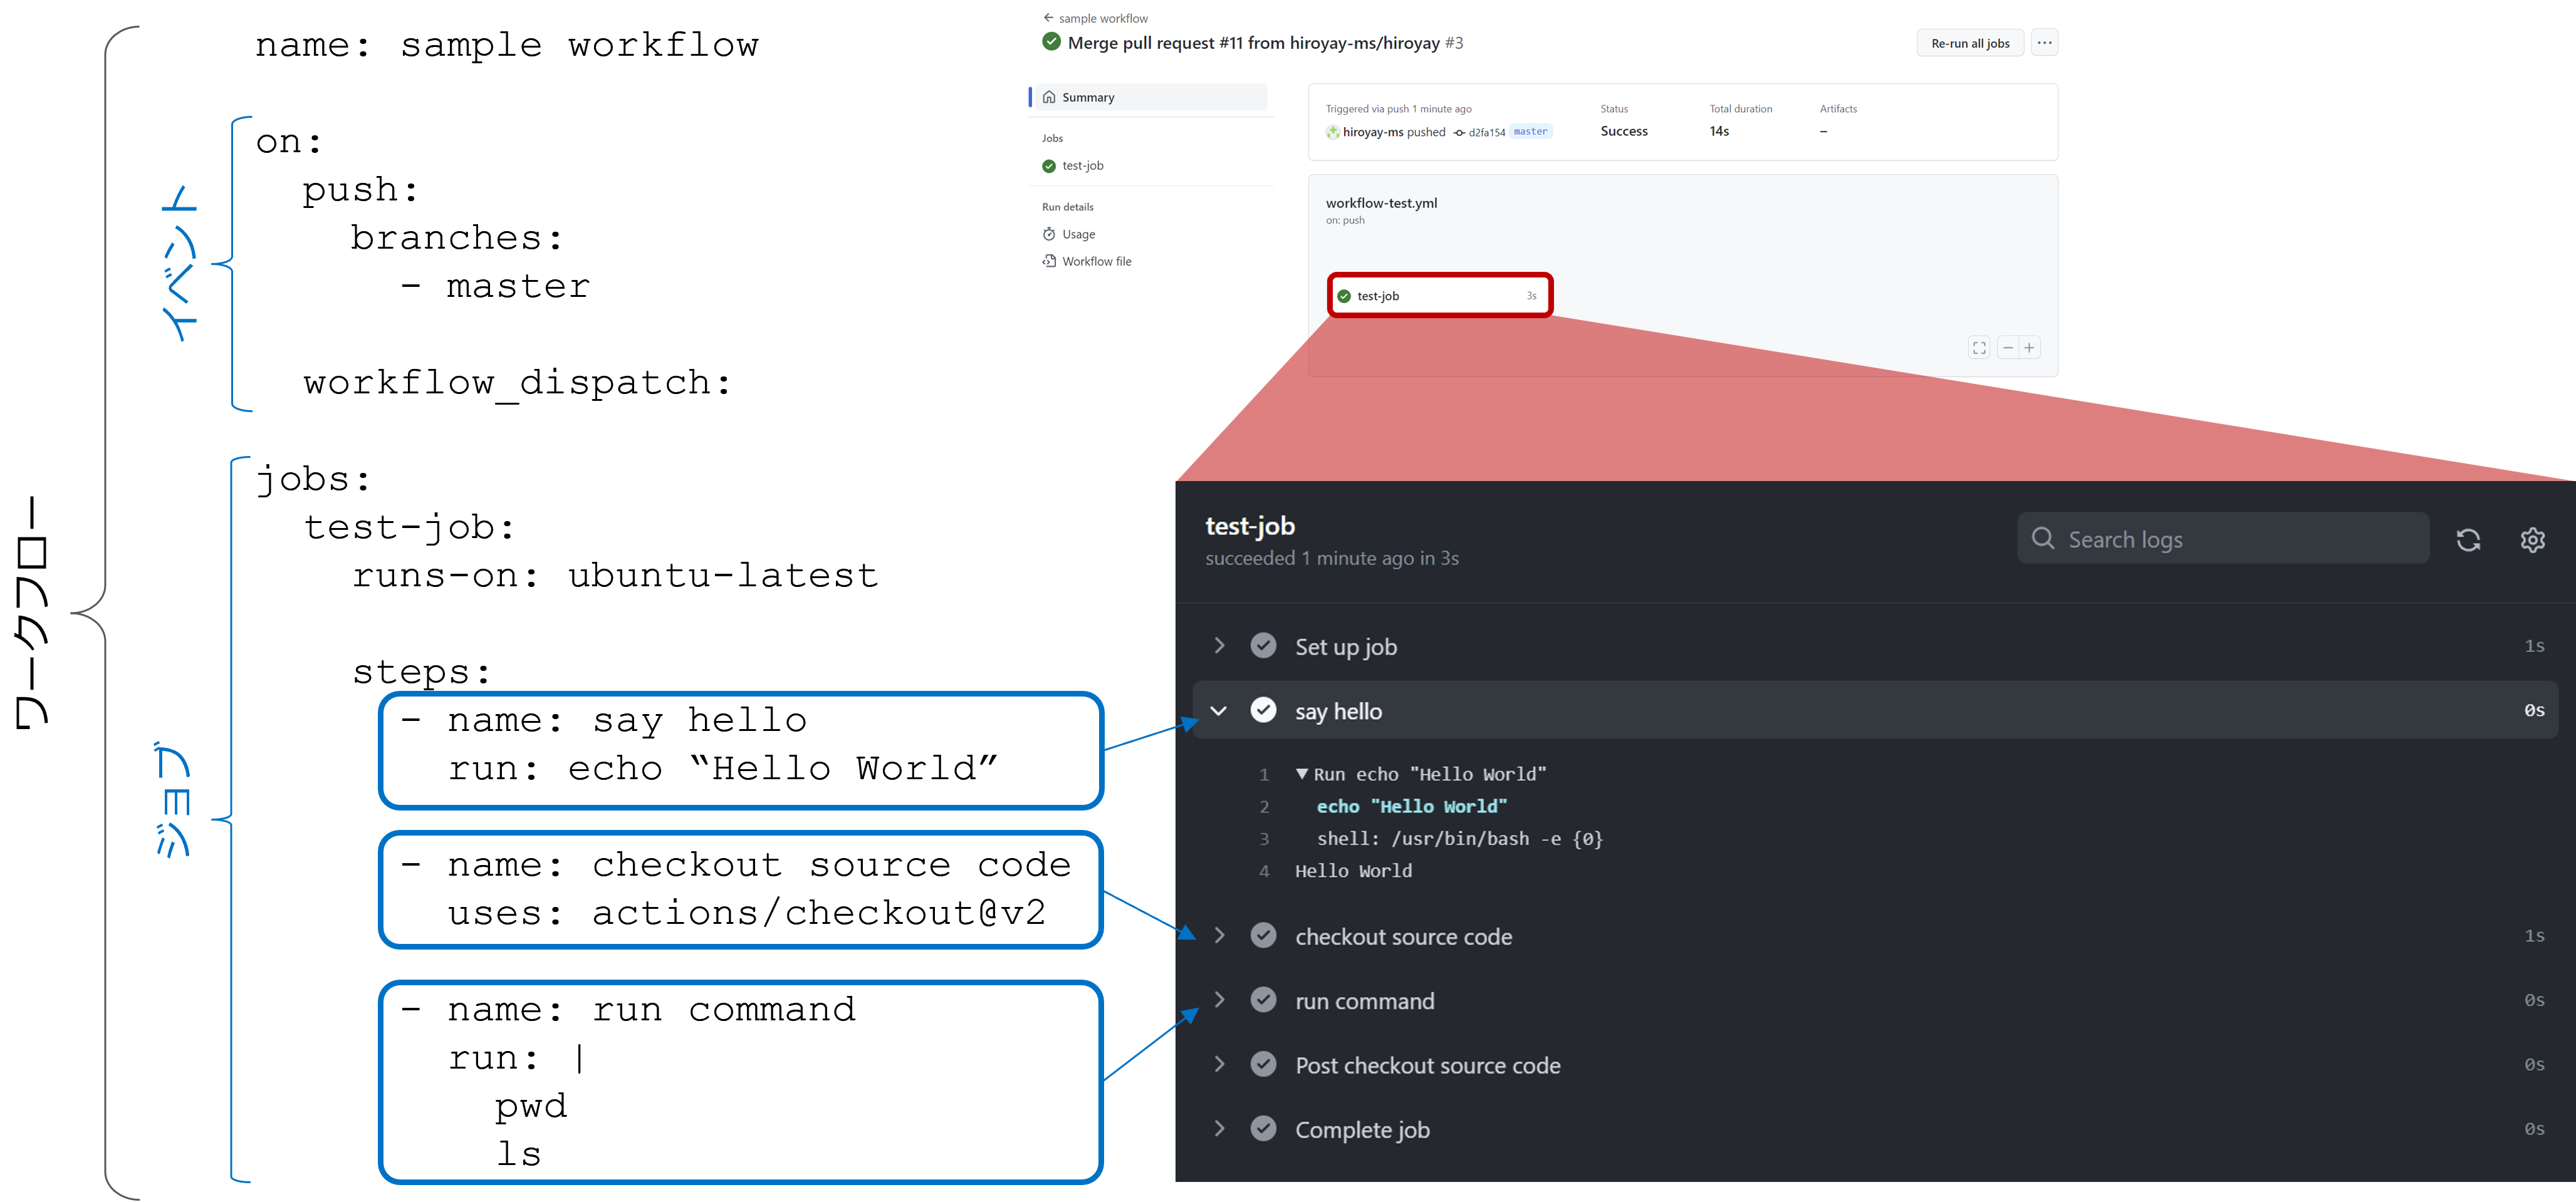 ワークフロー
イベント
ジョブ
name: sample workflow
on:
push:
branches:
- master
workflow_dispatch:
jobs:
test-job:
runs-on: ubuntu-latest
steps:
- name: say hello
run: echo “Hello World”
- name: checkout source code
uses: actions/checkout@v2
- name: run command
run: |
pwd
ls
← sample workflow
Merge pull request #11 from hiroyay-ms/hiroyay #3
Re-run all jobs
...
Summary
Jobs
test-job
Run details
Usage
Workflow file
Triggered via push 1 minute ago
hiroyay-ms pushed d2fa154 master
Status
Success
Total duration
14s
Artifacts
–
workflow-test.yml
on: push
test-job 3s
test-job
succeeded 1 minute ago in 3s
Search logs
Set up job 1s
say hello 0s
1 ▼ Run echo "Hello World"
2 echo "Hello World"
3 shell: /usr/bin/bash -e {0}
4 Hello World
checkout source code 1s
run command 0s
Post checkout source code 0s
Complete job 0s